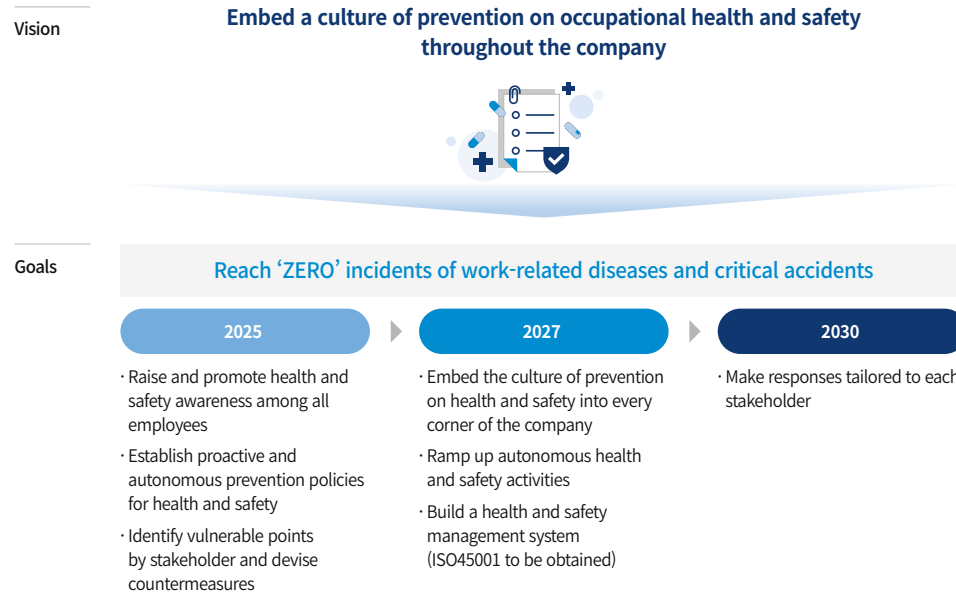 Vision
Embed a culture of prevention on occupational health and safety
throughout the company
Goals
Reach ‘ZERO’ incidents of work-related diseases and critical accidents
2025
· Raise and promote health and
safety awareness among all
employees
· Establish proactive and
autonomous prevention policies
for health and safety
· Identify vulnerable points
by stakeholder and devise
countermeasures
2027
· Embed the culture of prevention
on health and safety into every
corner of the company
· Ramp up autonomous health
and safety activities
· Build a health and safety
management system
(ISO45001 to be obtained)
2030
· Make responses tailored to each
stakeholder